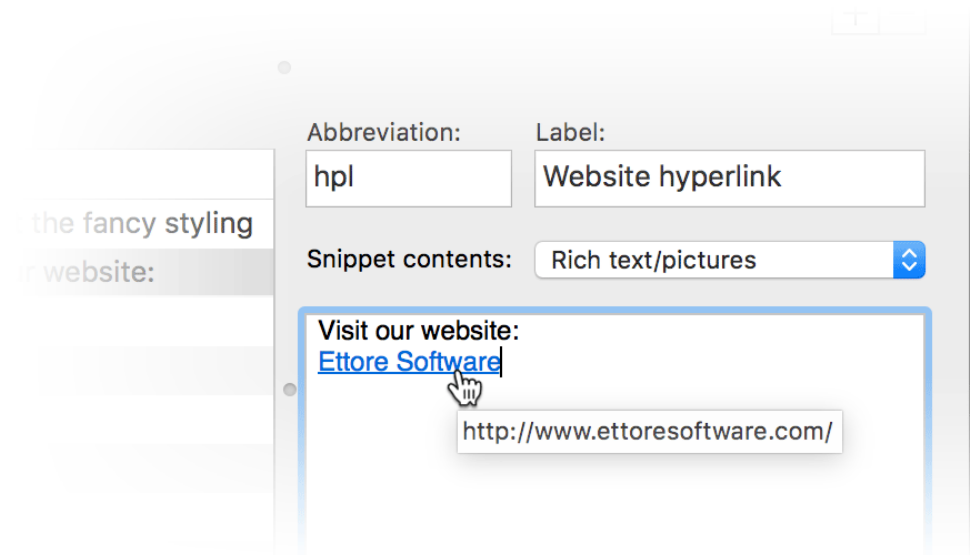 Abbreviation:
Label:
hpl
Website hyperlink
the fancy styling
website:
Snippet contents:
Rich text/pictures
Visit our website:
Ettore Software
http://www.ettoresoftware.com/